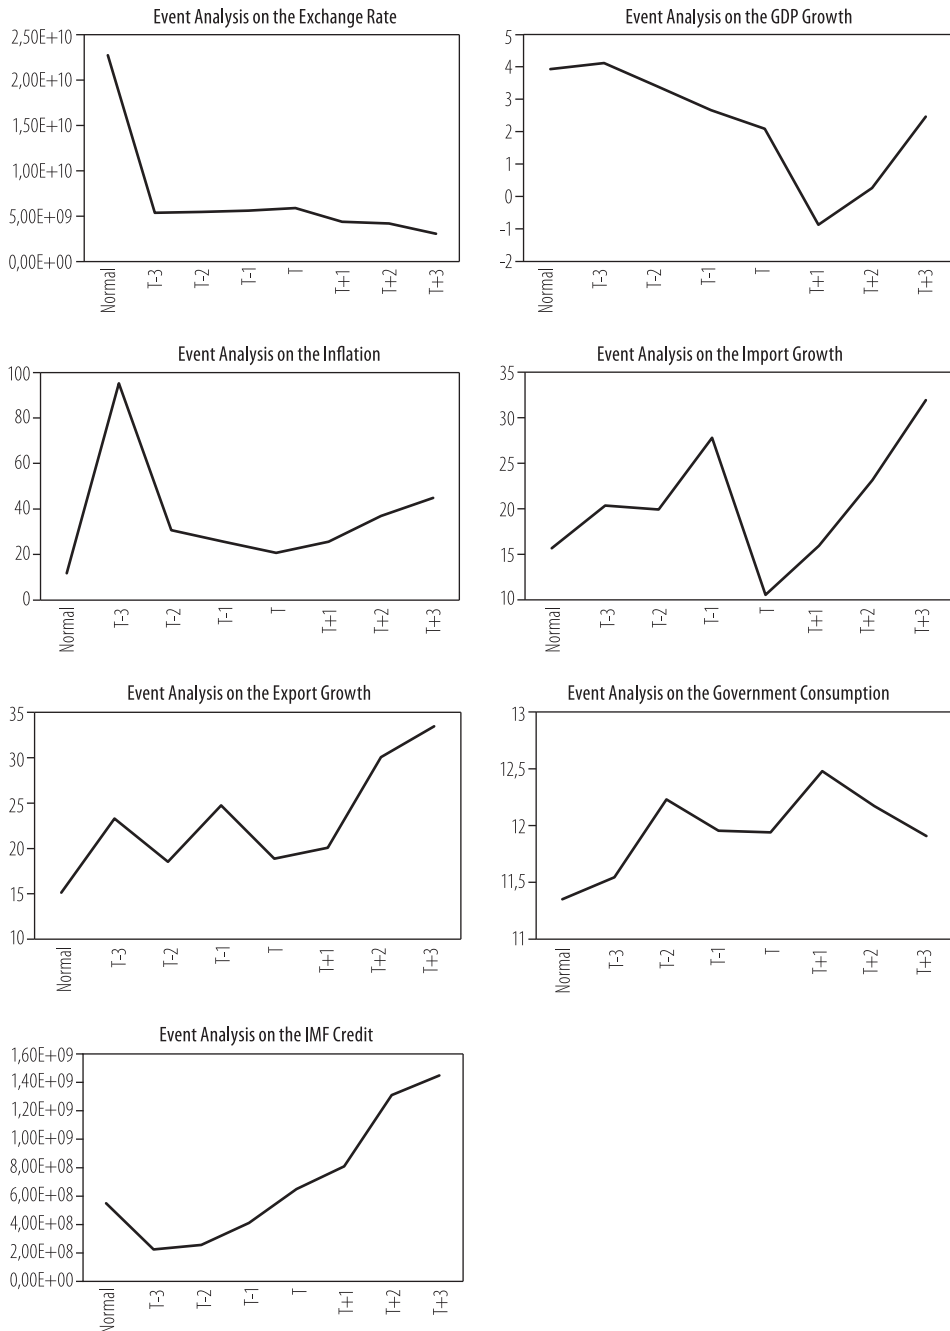 Event Analysis on the Exchange Rate
2,50E+10
2,00E+10
1,50E+10
1,00E+10
5,00E+09
0,00E+00
Normal
T-3
T-2
T-1
T
T+1
T+2
T+3
Event Analysis on the GDP Growth
5
4
3
2
1
0
-1
-2
Normal
T-3
T-2
T-1
T
T+1
T+2
T+3
Event Analysis on the Inflation
100
80
60
40
20
0
Normal
T-3
T-2
T-1
T
T+1
T+2
T+3
Event Analysis on the Import Growth
35
30
25
20
15
10
Normal
T-3
T-2
T-1
T
T+1
T+2
T+3
Event Analysis on the Export Growth
35
30
25
20
15
10
Normal
T-3
T-2
T-1
T
T+1
T+2
T+3
Event Analysis on the Government Consumption
13
12,5
12
11,5
11
Normal
T-3
T-2
T-1
T
T+1
T+2
T+3
Event Analysis on the IMF Credit
1,60E+09
1,40E+09
1,20E+09
1,00E+09
8,00E+08
6,00E+08
4,00E+08
2,00E+08
0,00E+00
Normal
T-3
T-2
T-1
T
T+1
T+2
T+3